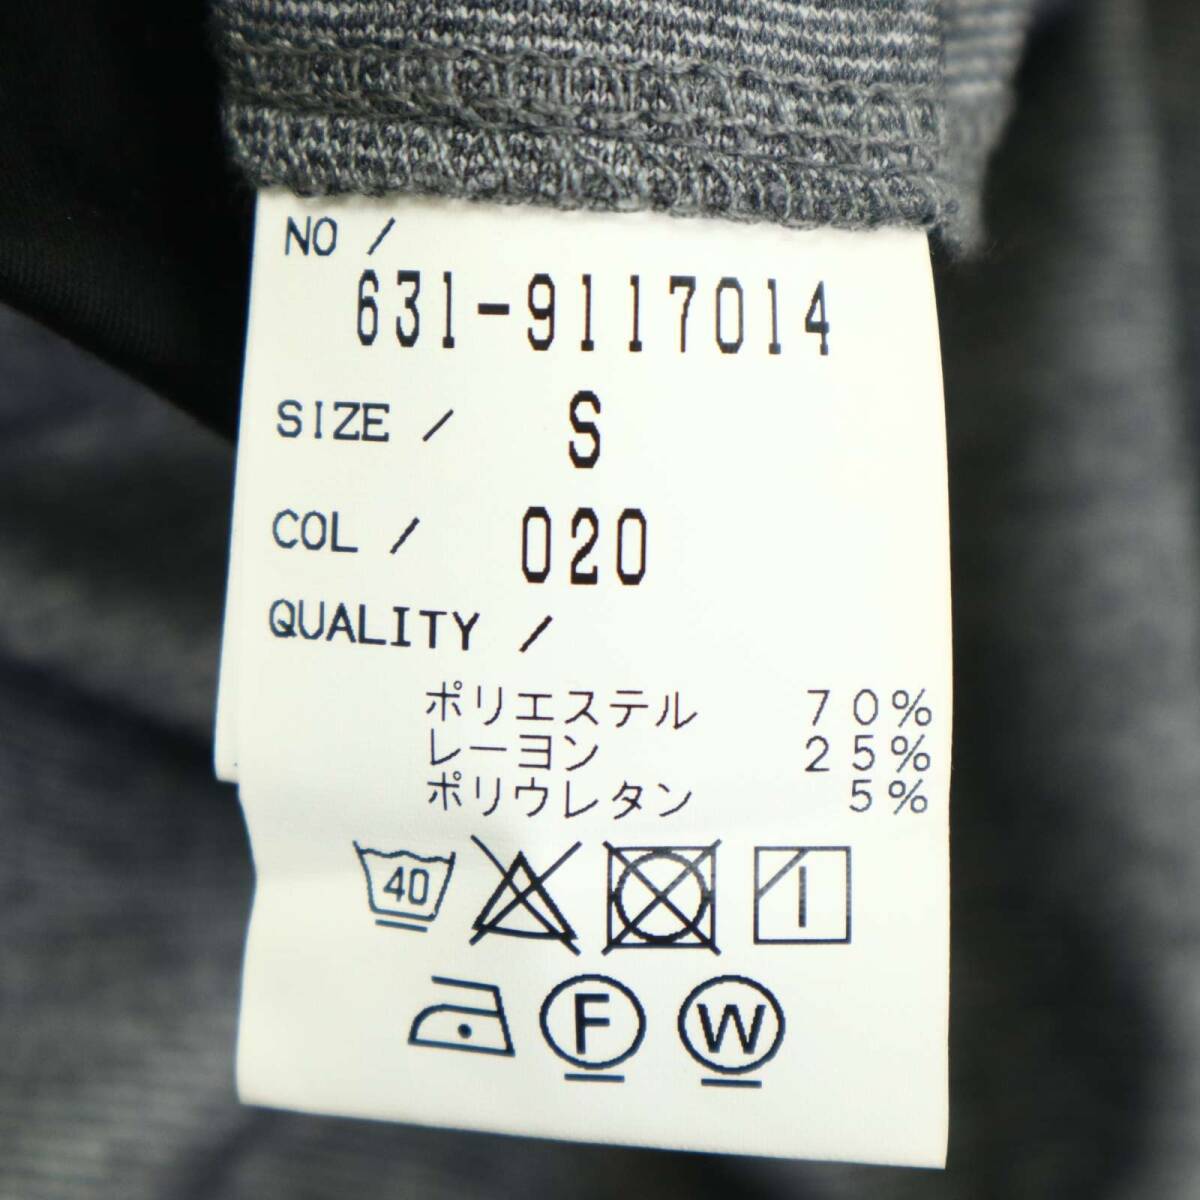 NO /
631-9117014
SIZE / S
COL / 020
QUALITY /
ポリエステル 70%
レーヨン 25%
ポリウレタン 5%
40
F W